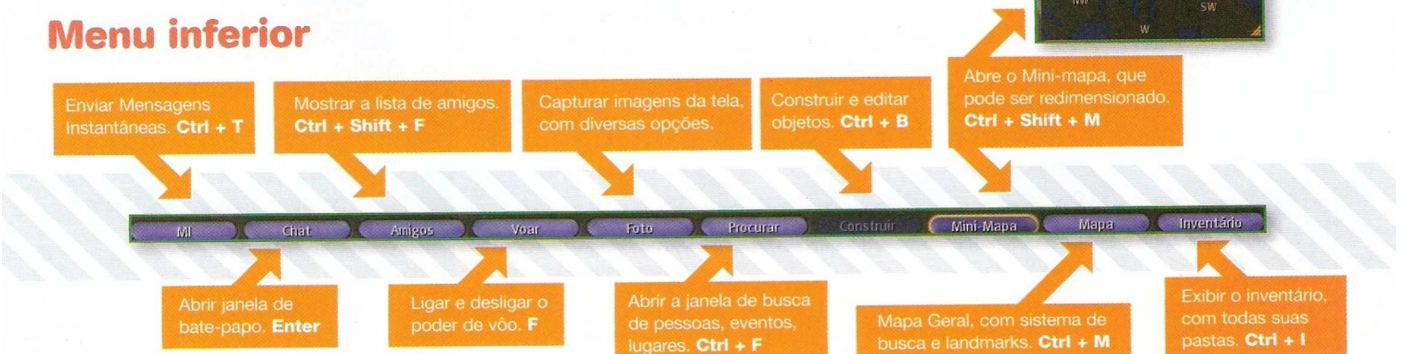 NW
SW
W
Menu inferior
Enviar Mensagens
Instantâneas. Ctrl + T
Mostrar a lista de amigos.
Ctrl + Shift + F
Capturar imagens da tela,
com diversas opções.
Construir e editar
objetos. Ctrl + B
Abre o Mini-mapa, que
pode ser redimensionado.
Ctrl + Shift + M
MI
Chat
Amigos
Voar
Foto
Procurar
Construir
Mini-Mapa
Mapa
Inventário
Abrir janela de
bate-papo. Enter
Ligar e desligar o
poder de vôo. F
Abrir a janela de busca
de pessoas, eventos,
lugares. Ctrl + F
Mapa Geral, com sistema de
busca e landmarks. Ctrl + M
Exibir o inventário,
com todas suas
pastas. Ctrl + I